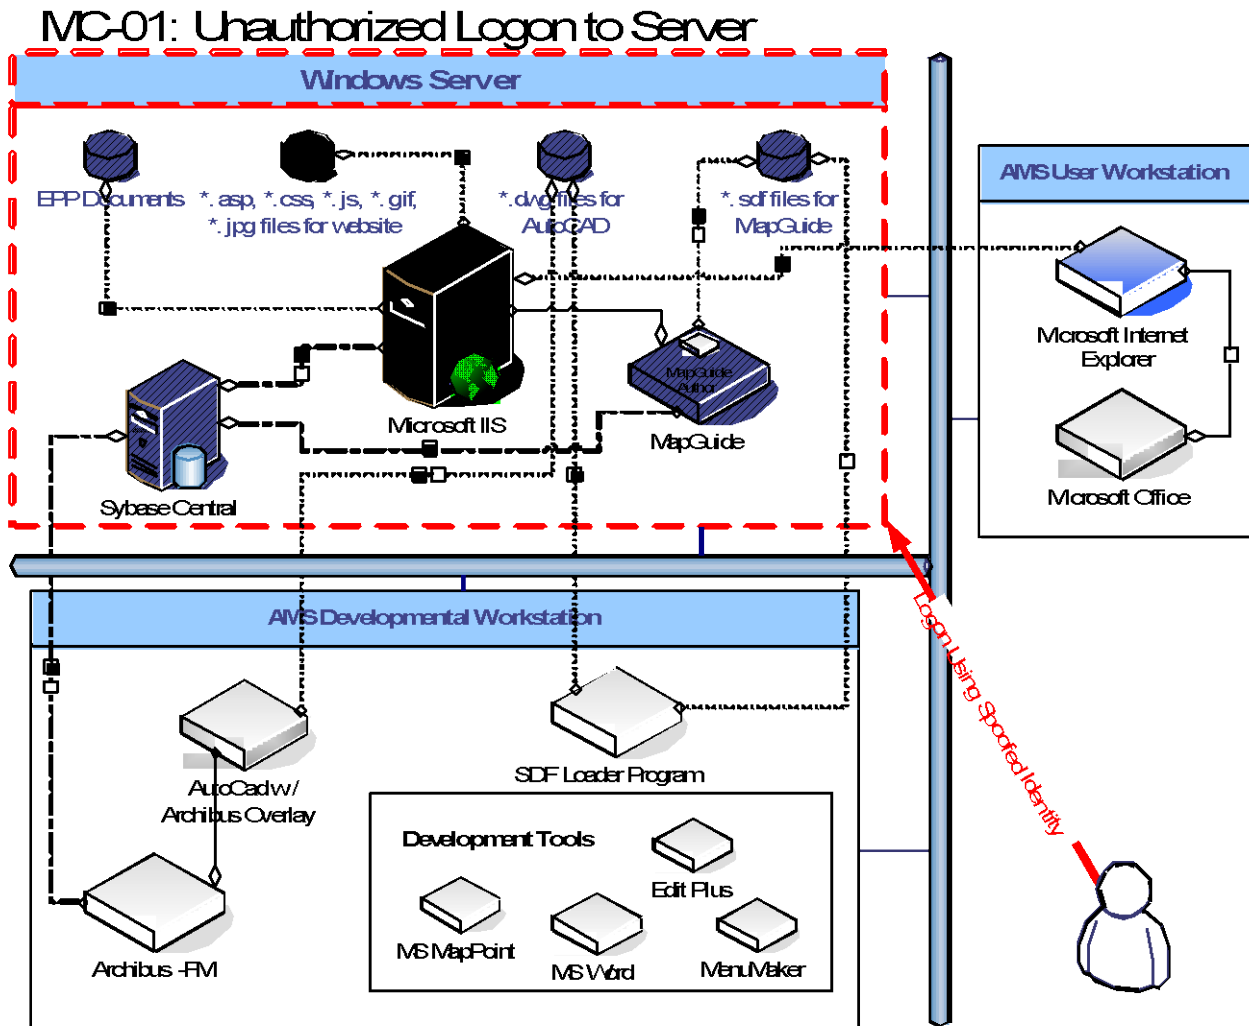 MC-01: Unauthorized Logon to Server
Windows Server
EPP Documents
*. asp, *. css, *. js, *. gif,
*. jpg files for website
*. dwg files for
AutoCAD
*. sdf files for
MapGuide
AMS User Workstation
Microsoft Internet
Explorer
MapGuide
Author
Microsoft IIS
MapGuide
Sybase Central
Microsoft Office
AMS Developmental Workstation
Logon Using Spoofed Identity
AutoCad w/
Archibus Overlay
SDF Loader Program
Development Tools
Edit Plus
MS MapPoint
MS Word
MenuMaker
Archibus -FM